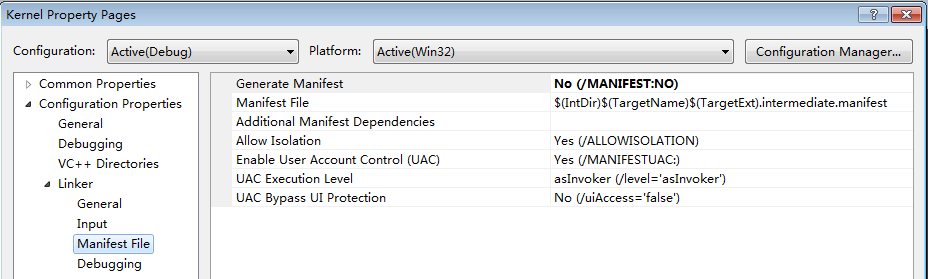 Kernel Property Pages
Configuration: Active(Debug) Platform: Active(Win32) Configuration Manager...
Common Properties
Configuration Properties
General
Debugging
VC++ Directories
Linker
General
Input
Manifest File
Debugging
Generate Manifest No (/MANIFEST:NO)
Manifest File $(IntDir)$(TargetName)$(TargetExt).intermediate.manifest
Additional Manifest Dependencies
Allow Isolation Yes (/ALLOWISOLATION)
Enable User Account Control (UAC) Yes (/MANIFESTUAC:)
UAC Execution Level asInvoker (/level='asInvoker')
UAC Bypass UI Protection No (/uiAccess='false')